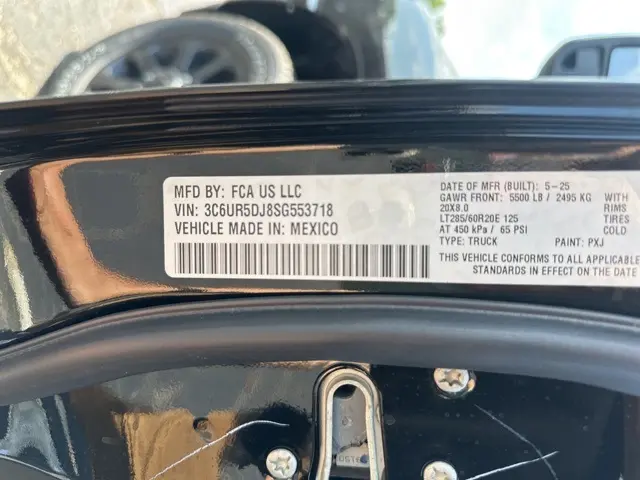 MFD BY: FCA US LLC
VIN: 3C6UR5DJ8SG553718
VEHICLE MADE IN: MEXICO
DATE OF MFR (BUILT): 5-25
GAWR FRONT: 5500 LB / 2495 KG WITH
20X8.0 RIMS
LT285/60R20E 125 TIRES
AT 450 kPa / 65 PSI COLD
TYPE: TRUCK PAINT: PXJ
THIS VEHICLE CONFORMS TO ALL APPLICABLE
STANDARDS IN EFFECT ON THE DATE